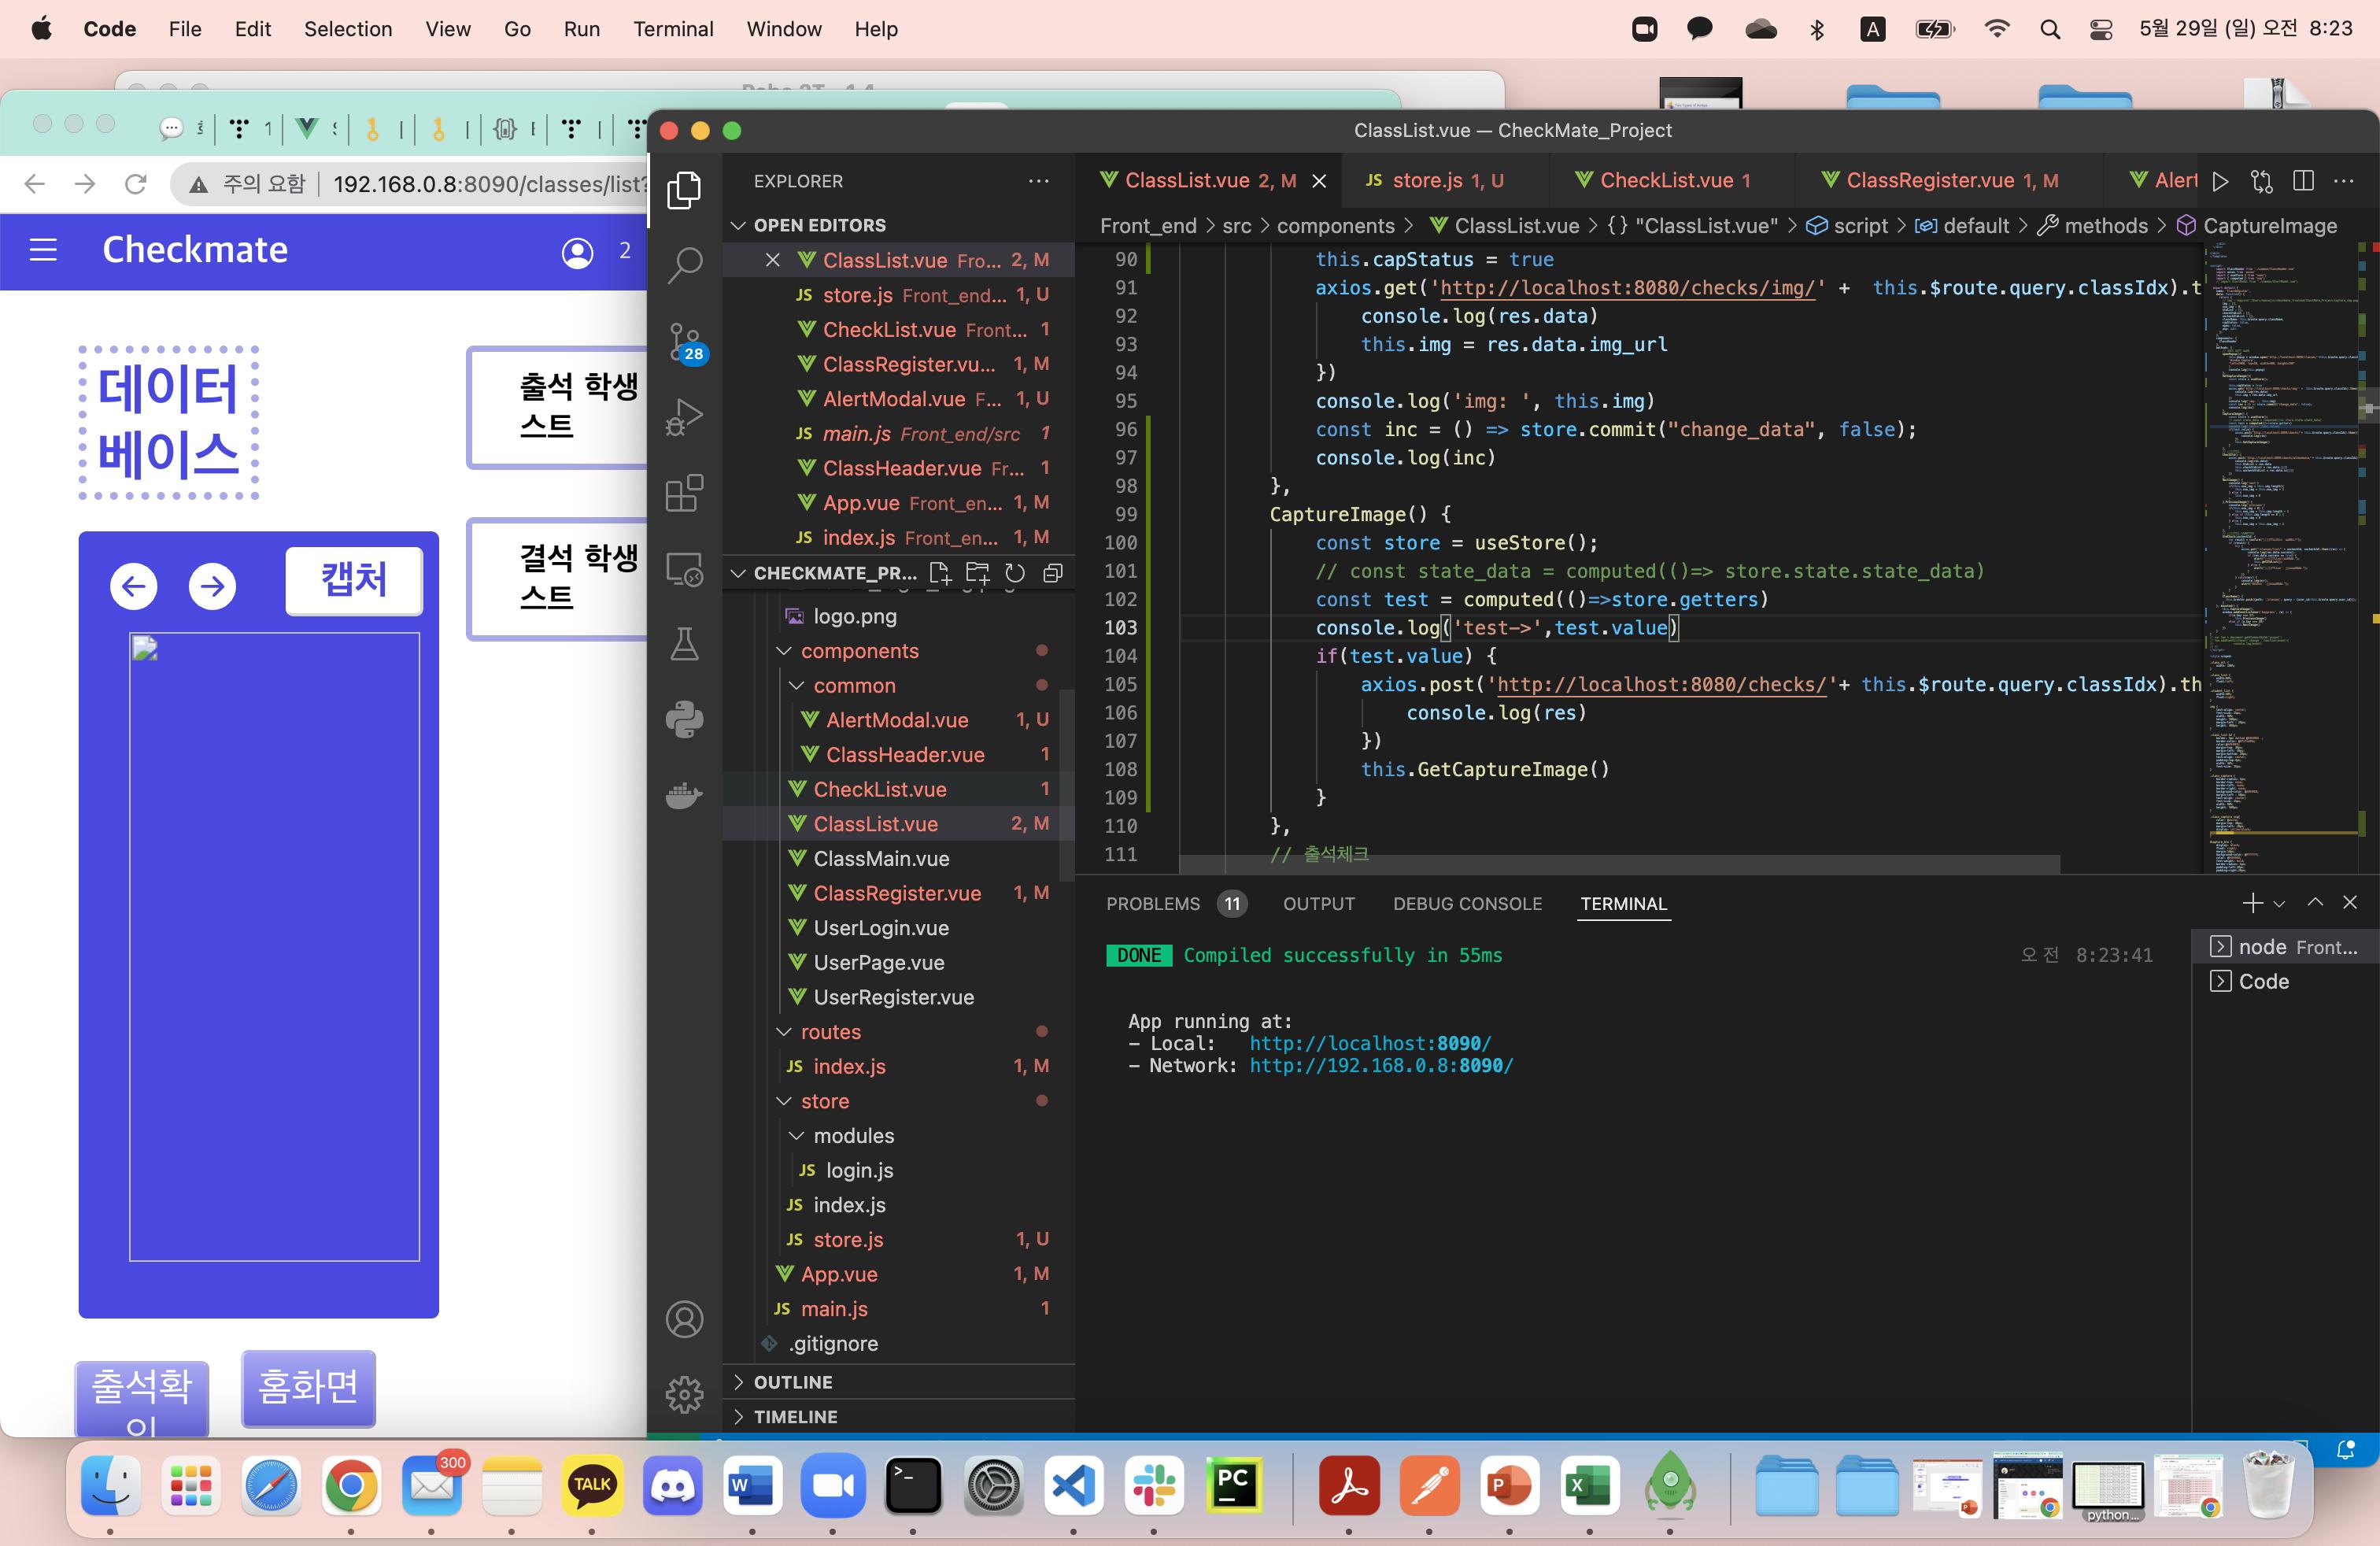 Code File Edit Selection View Go Run Terminal Window Help
A 5월 29일 (일) 오전 8:23
주의 요함 192.168.0.8:8090/classes/list?
Checkmate 2
데이터
베이스
출석 학생
스트
결석 학생
스트
캡처
출석확
인
홈화면
ClassList.vue — CheckMate_Project
EXPLORER
OPEN EDITORS
ClassList.vue Fro... 2, M
store.js Front_end... 1, U
CheckList.vue Front... 1
ClassRegister.vu... 1, M
AlertModal.vue F... 1, U
main.js Front_end/src 1
ClassHeader.vue Fr... 1
App.vue Front_en... 1, M
index.js Front_en... 1, M
28
CHECKMATE_PR...
logo.png
components
common
AlertModal.vue 1, U
ClassHeader.vue 1
CheckList.vue 1
ClassList.vue 2, M
ClassMain.vue
ClassRegister.vue 1, M
UserLogin.vue
UserPage.vue
UserRegister.vue
routes
index.js 1, M
store
modules
login.js
index.js
store.js 1, U
App.vue 1, M
main.js 1
.gitignore
OUTLINE
TIMELINE
ClassList.vue 2, M store.js 1, U CheckList.vue 1 ClassRegister.vue 1, M Alert
Front_end > src > components > ClassList.vue > {} "ClassList.vue" > script > default > methods > CaptureImage
90 this.capStatus = true
91 axios.get('http://localhost:8080/checks/img/' + this.$route.query.classIdx).t
92 console.log(res.data)
93 this.img = res.data.img_url
94 })
95 console.log('img: ', this.img)
96 const inc = () => store.commit("change_data", false);
97 console.log(inc)
98 },
99 CaptureImage() {
100 const store = useStore();
101 // const state_data = computed(()=> store.state.state_data)
102 const test = computed(()=>store.getters)
103 console.log('test->',test.value)
104 if(test.value) {
105 axios.post('http://localhost:8080/checks/'+ this.$route.query.classIdx).th
106 console.log(res)
107 })
108 this.GetCaptureImage()
109 }
110 },
111 // 출석체크
PROBLEMS 11 OUTPUT DEBUG CONSOLE TERMINAL
DONE Compiled successfully in 55ms 오전 8:23:41
App running at:
- Local: http://localhost:8090/
- Network: http://192.168.0.8:8090/
node Front...
Code
300
TALK
W
PC
P
X
python...